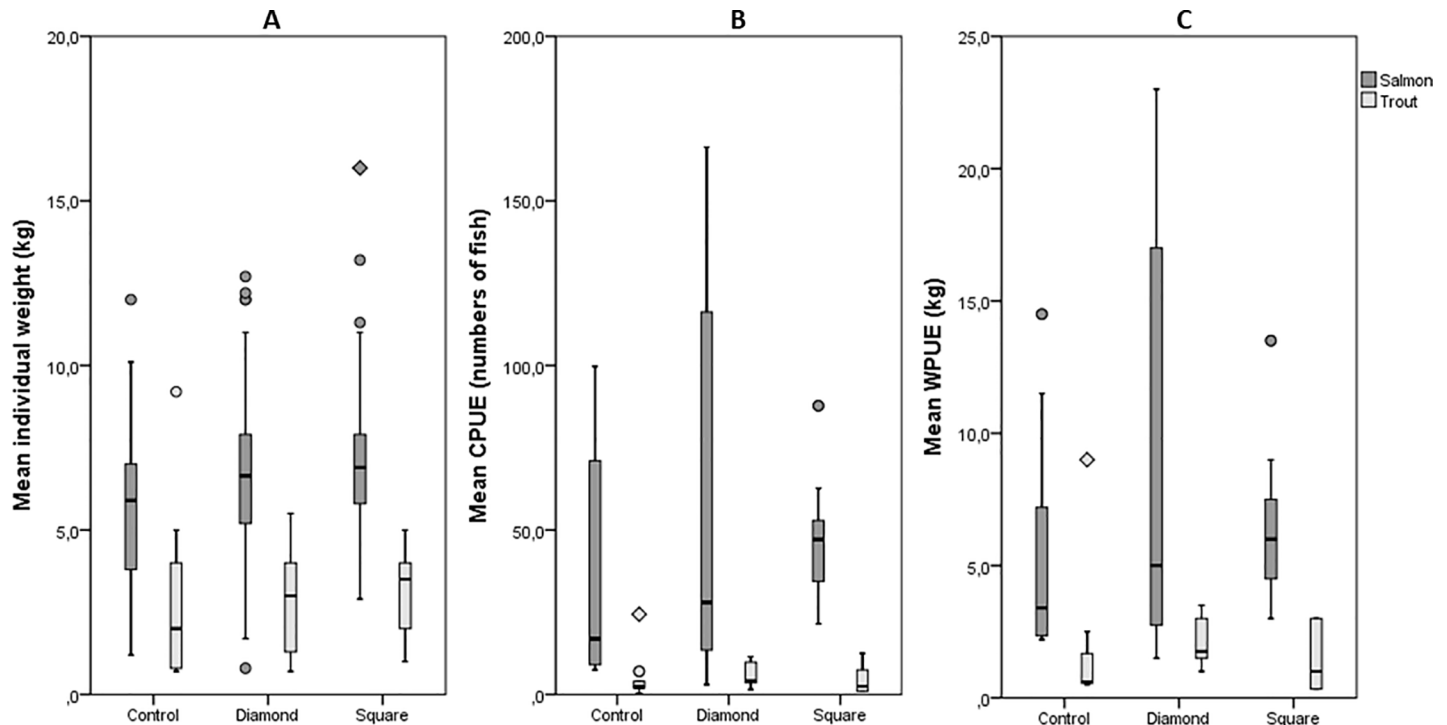 A
Mean individual weight (kg)
20,0
15,0
10,0
5,0
,0
Control Diamond Square
B
Mean CPUE (numbers of fish)
200,0
150,0
100,0
50,0
,0
Control Diamond Square
C
Mean WPUE (kg)
25,0
20,0
15,0
10,0
5,0
,0
Control Diamond Square
Salmon
Trout